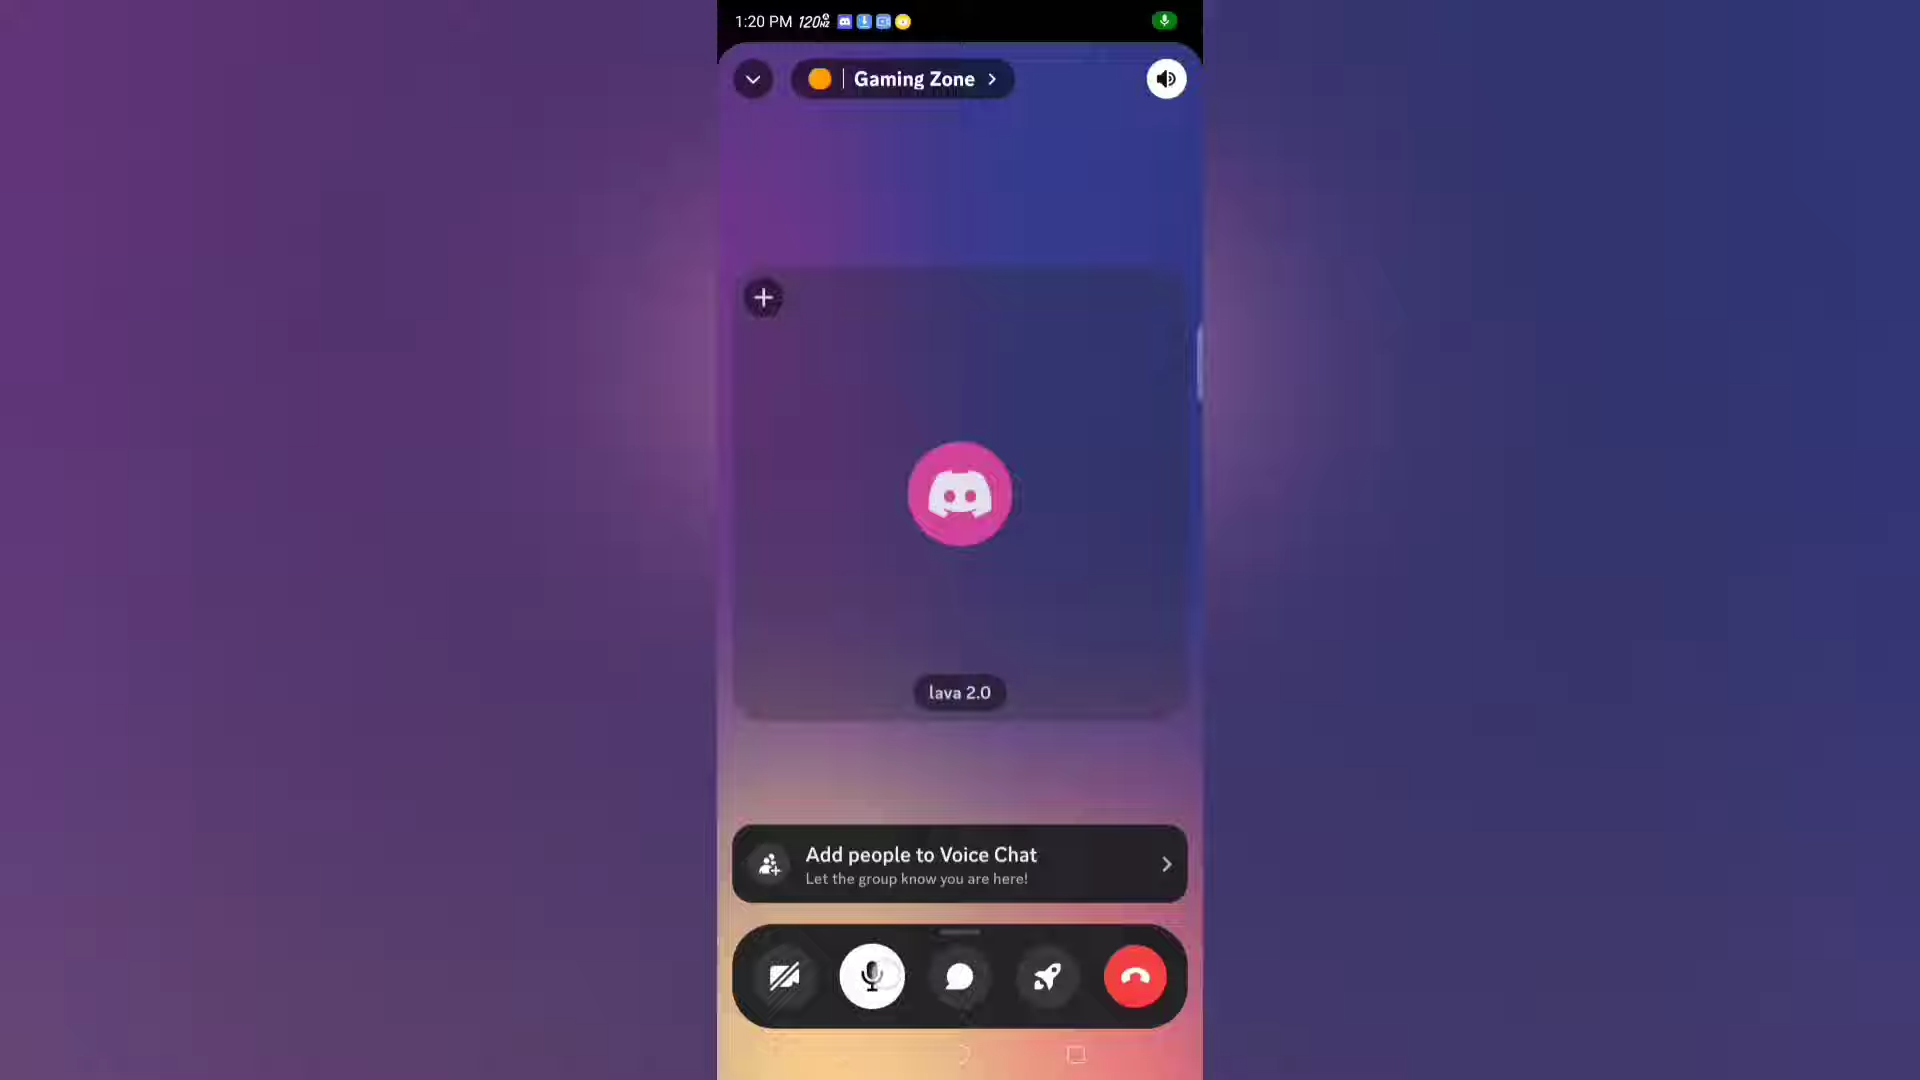 1:20 PM 120HZ
Gaming Zone
lava 2.0
Add people to Voice Chat
Let the group know you are here!